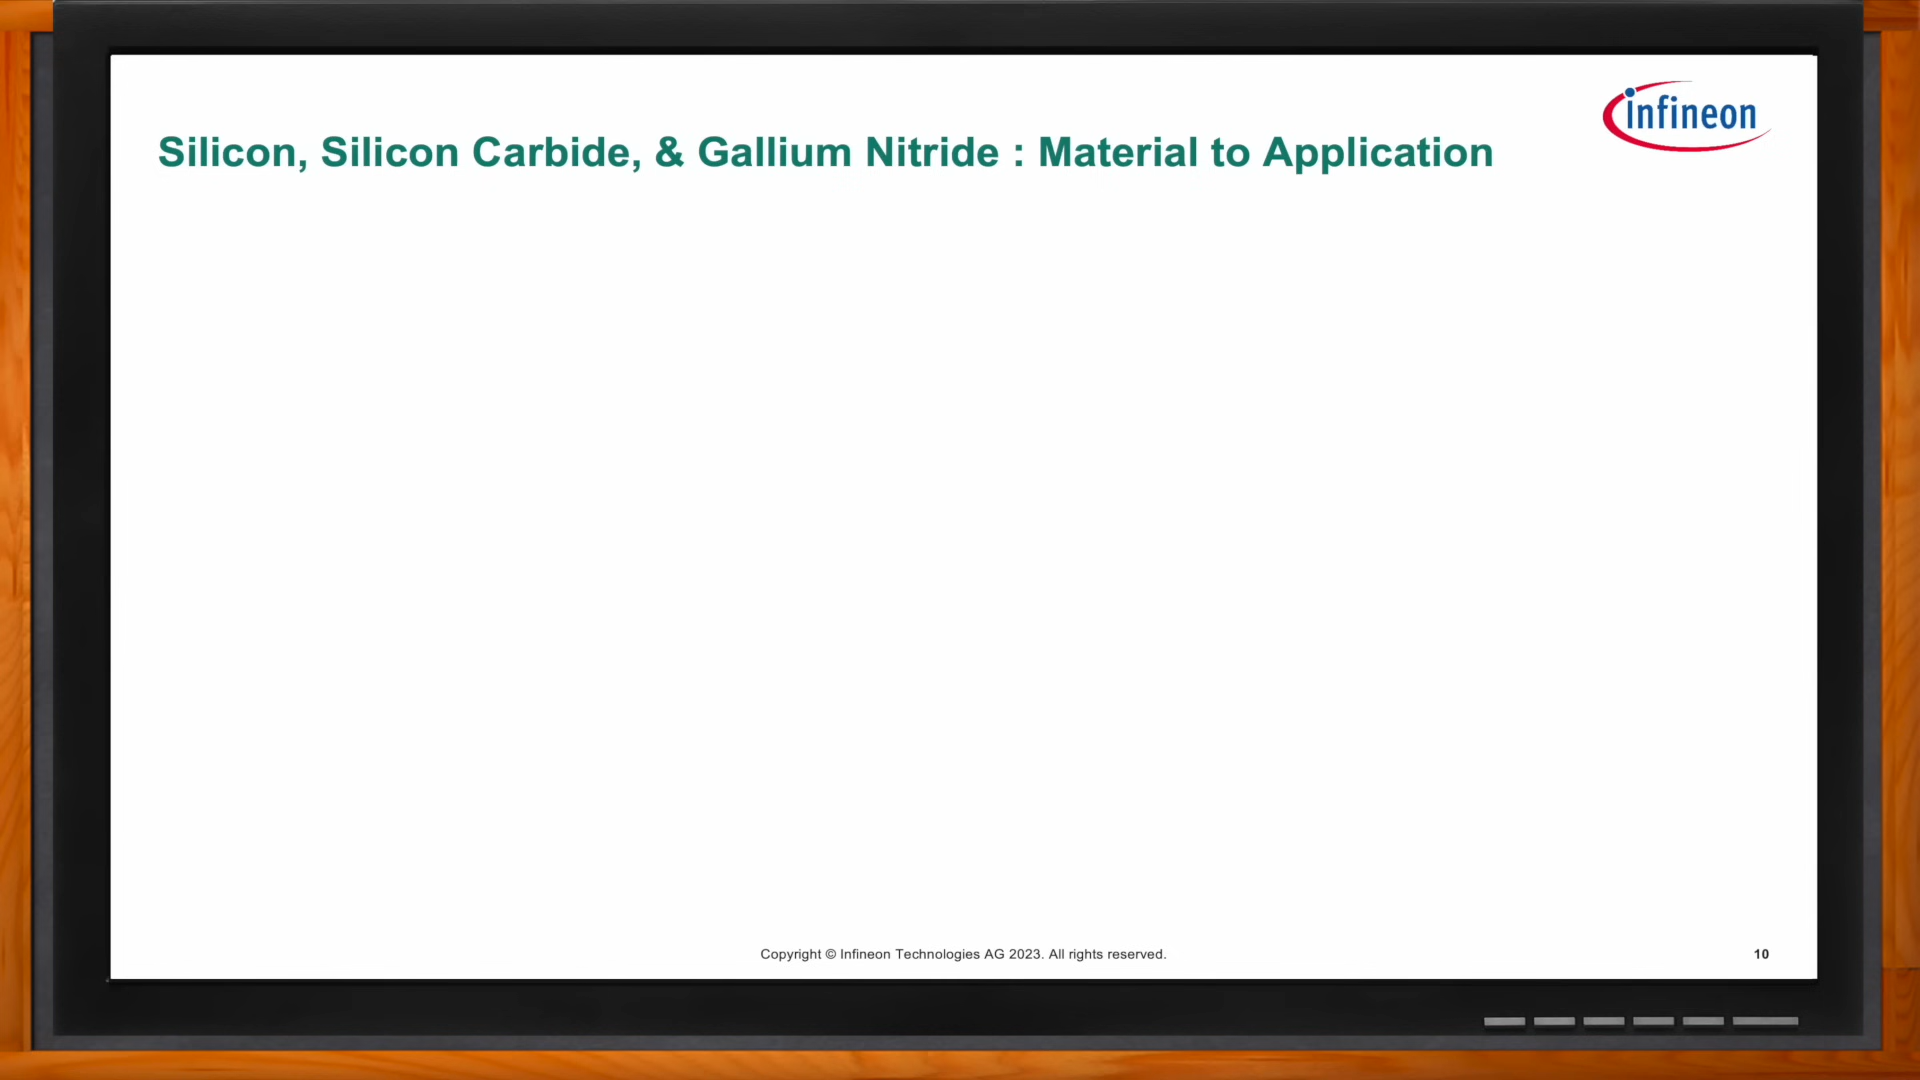 infineon
Silicon, Silicon Carbide, & Gallium Nitride : Material to Application
Copyright © Infineon Technologies AG 2023. All rights reserved.
10